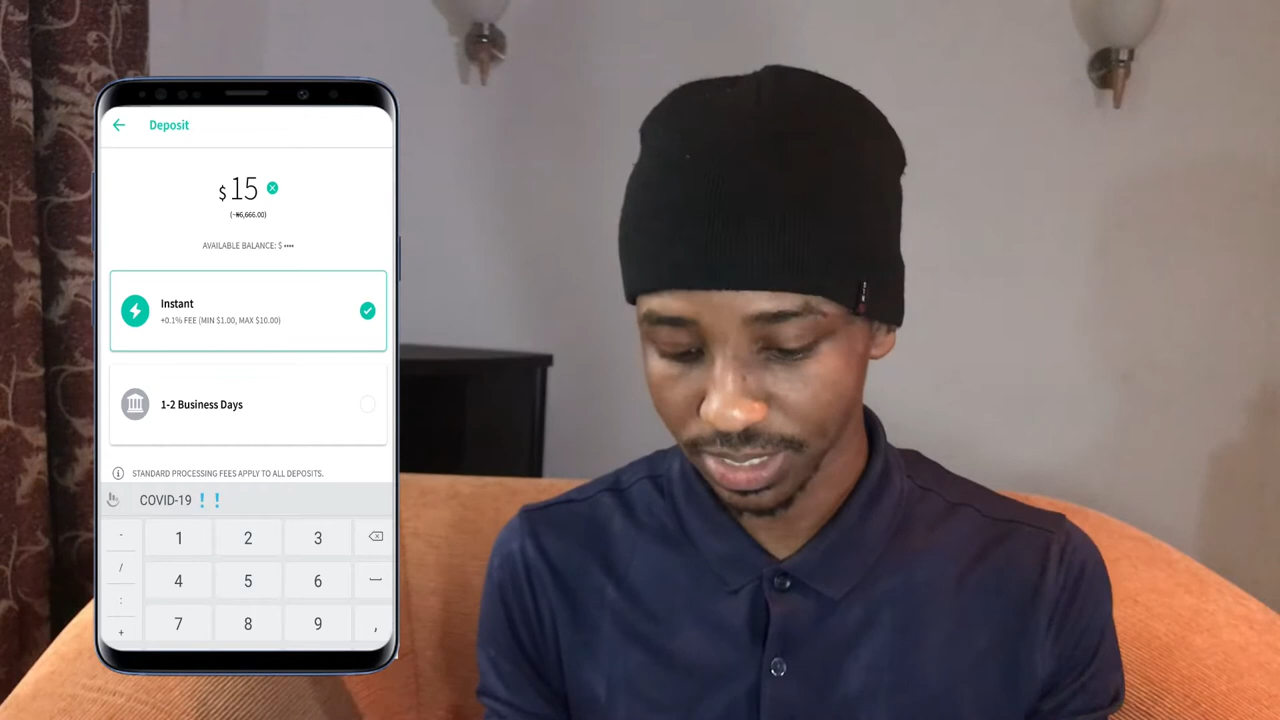 Deposit
$ 15
(~₦6,666.00)
AVAILABLE BALANCE: $ ••••
Instant
+0.1% FEE (MIN $1.00, MAX $10.00)
1-2 Business Days
STANDARD PROCESSING FEES APPLY TO ALL DEPOSITS.
COVID-19 ❗❗
- 1 2 3
/ 4 5 6
: 7 8 9 ,
+